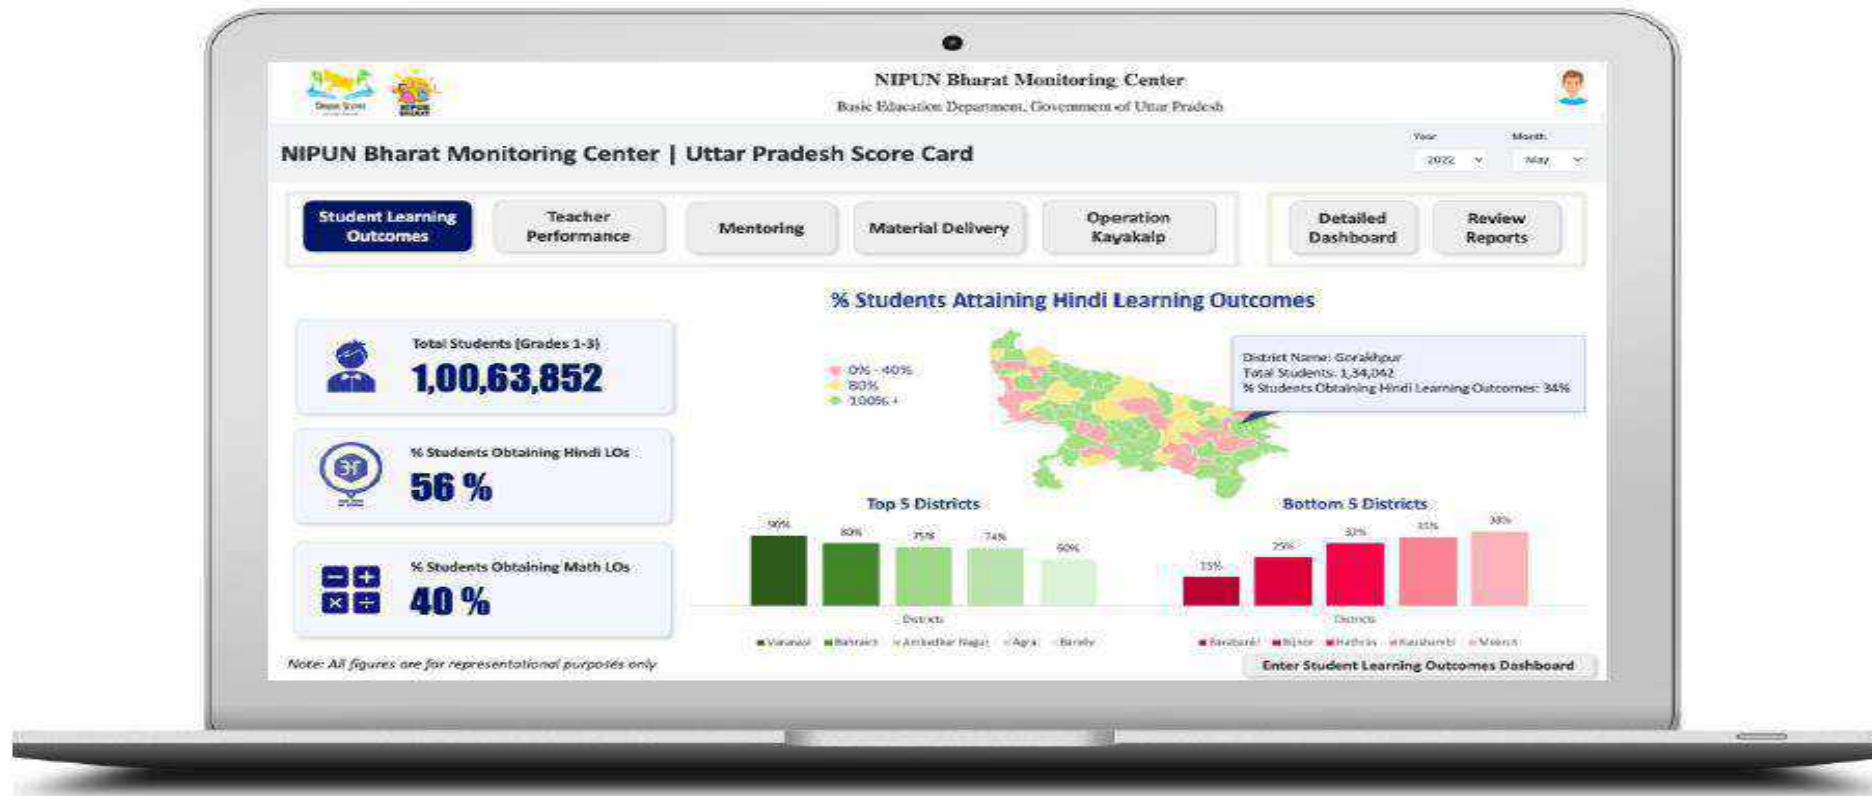 NIPUN Bharat Monitoring Center
Basic Education Department, Government of Uttar Pradesh
NIPUN BHARAT
Year
Month
NIPUN Bharat Monitoring Center | Uttar Pradesh Score Card
2022
May
Student Learning
Outcomes
Teacher
Performance
Mentoring
Material Delivery
Operation
Kayakalp
Detailed
Dashboard
Review
Reports
% Students Attaining Hindi Learning Outcomes
Total Students (Grades 1-3)
1,00,63,852
0% - 40%
80%
100% +
District Name: Gorakhpur
Total Students: 1,34,042
% Students Obtaining Hindi Learning Outcomes: 34%
% Students Obtaining Hindi LOs
56 %
Top 5 Districts
90%
80%
75%
74%
60%
Districts
Varanasi Bahraich Ambedkar Nagar Agra Bareily
Bottom 5 Districts
15%
25%
32%
38%
Districts
Barabanki Bijnor Hathras Kaushambi Meerut
% Students Obtaining Math LOs
40 %
Note: All figures are for representational purposes only
Enter Student Learning Outcomes Dashboard